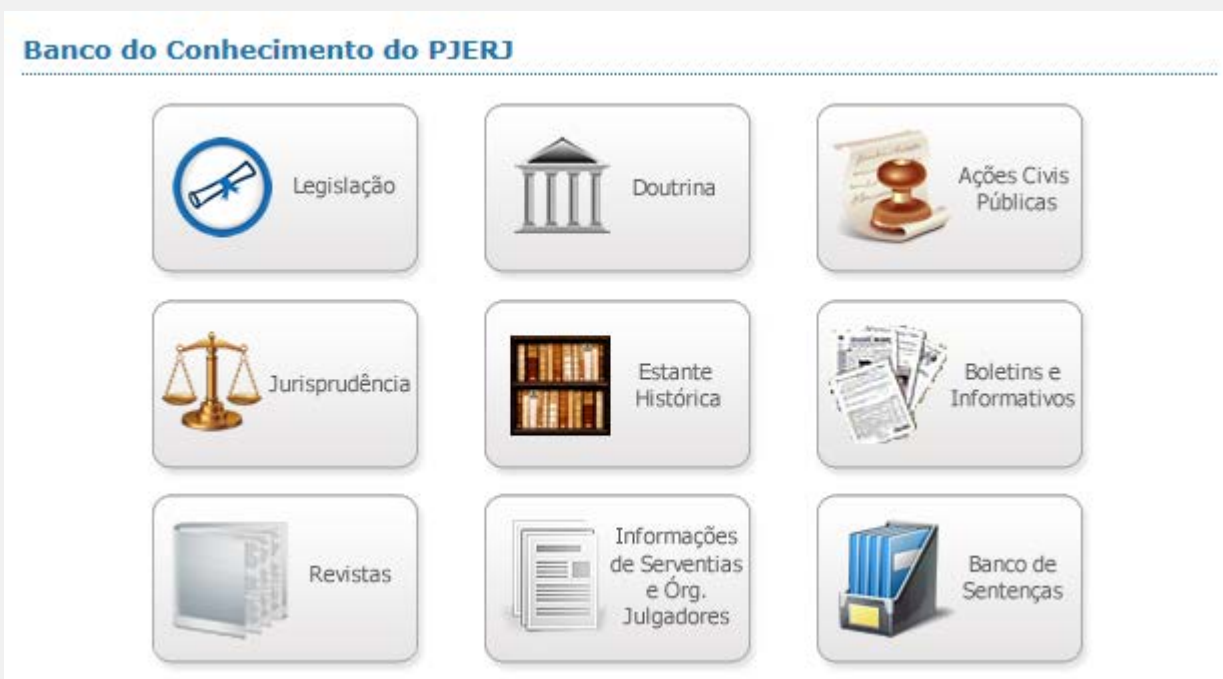 Banco do Conhecimento do PJERJ
Legislação
Doutrina
Ações Civis
Públicas
Jurisprudência
Estante
Histórica
Boletins e
Informativos
Revistas
Informações
de Serventias
e Órg.
Julgadores
Banco de
Sentenças